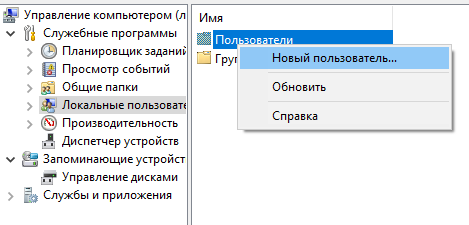 Управление компьютером (л
Служебные программы
Планировщик заданий
Просмотр событий
Общие папки
Локальные пользовате
Производительность
Диспетчер устройств
Запоминающие устройст
Управление дисками
Службы и приложения
Имя
Пользователи
Груп
Новый пользователь...
Обновить
Справка